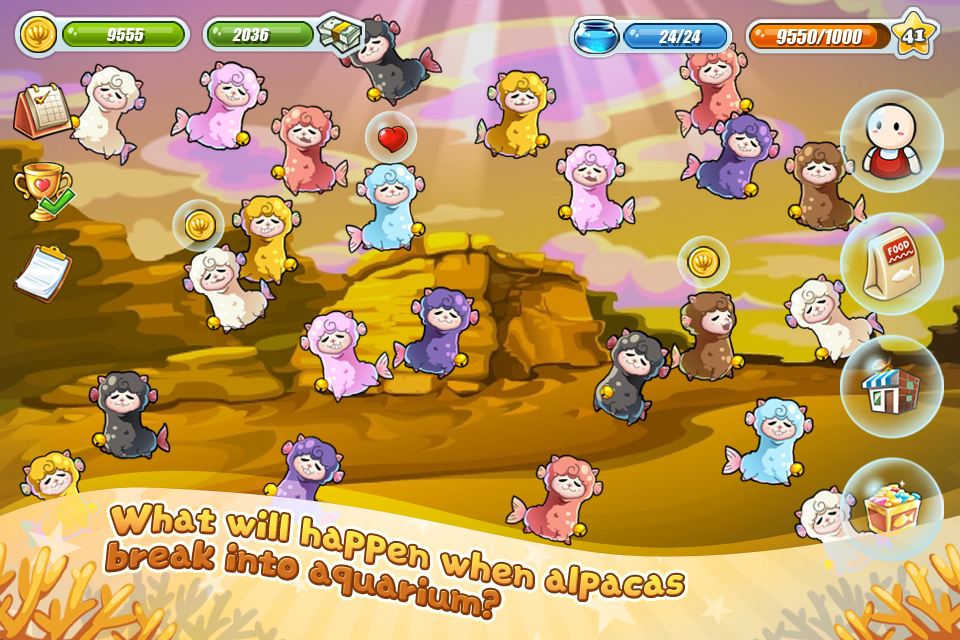 9555
2036
24/24
9550/1000
41
FOOD
What will happen when alpacas
break into aquarium?